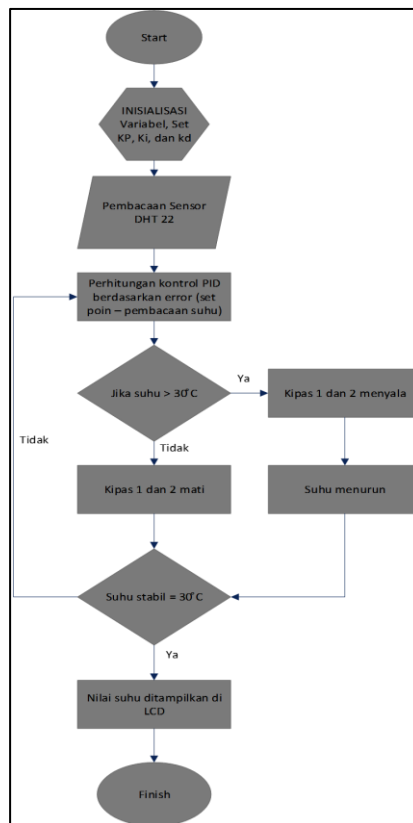 Start
INISIALISASI
Variabel, Set
KP, Ki, dan kd
Pembacaan Sensor
DHT 22
Perhitungan kontrol PID
berdasarkan error (set
poin – pembacaan suhu)
Jika suhu > 30°C
Ya
Kipas 1 dan 2 menyala
Tidak
Tidak
Kipas 1 dan 2 mati
Suhu menurun
Suhu stabil = 30°C
Ya
Nilai suhu ditampilkan di
LCD
Finish